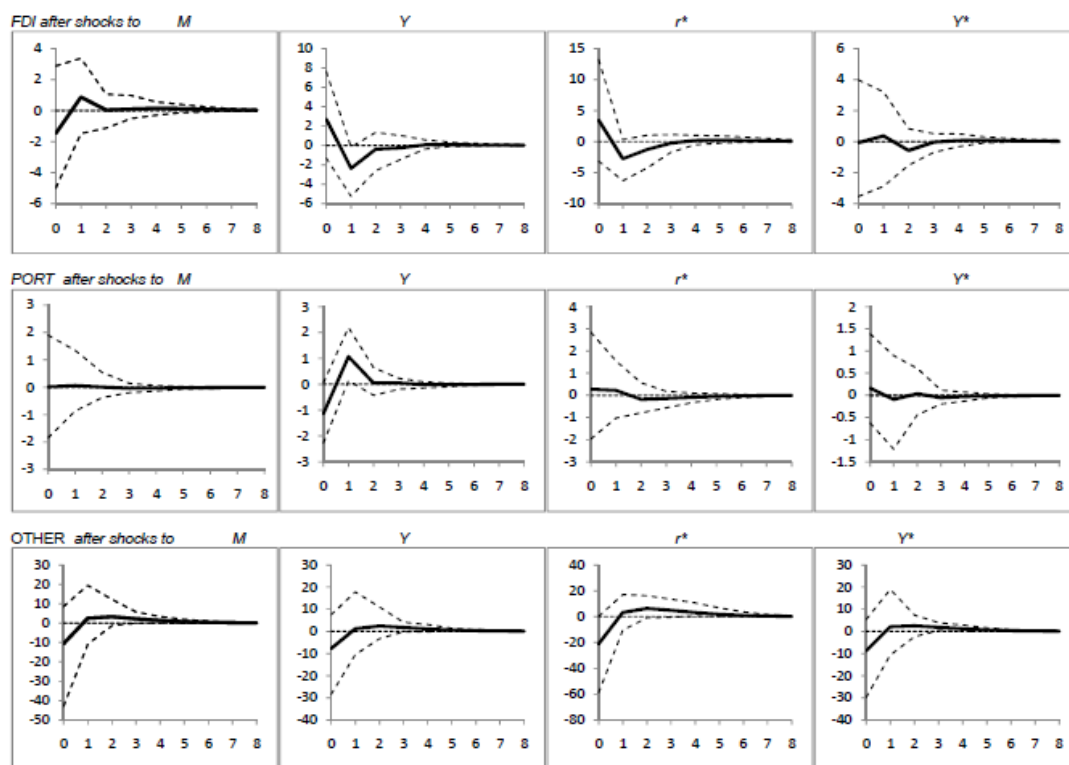 FDI after shocks to M Y r* Y*
4 10 15 6
2 8 10 4
0 6 5 2
-2 4 0 0
-4 2 -5 -2
-6 0 -10 -4
-2
-4
-6
0 1 2 3 4 5 6 7 8 0 1 2 3 4 5 6 7 8 0 1 2 3 4 5 6 7 8 0 1 2 3 4 5 6 7 8
PORT after shocks to M Y r* Y*
3 3 4 2
2 2 3 1.5
1 1 2 1
0 0 1 0.5
-1 -1 0 0
-2 -2 -1 -0.5
-3 -3 -2 -1
-3 -1.5
0 1 2 3 4 5 6 7 8 0 1 2 3 4 5 6 7 8 0 1 2 3 4 5 6 7 8 0 1 2 3 4 5 6 7 8
OTHER after shocks to M Y r* Y*
30 30 40 30
20 20 20 20
10 10 0 10
0 0 -20 0
-10 -10 -40 -10
-20 -20 -60 -20
-30 -30 -80 -30
-40 -40 -40
-50
0 1 2 3 4 5 6 7 8 0 1 2 3 4 5 6 7 8 0 1 2 3 4 5 6 7 8 0 1 2 3 4 5 6 7 8